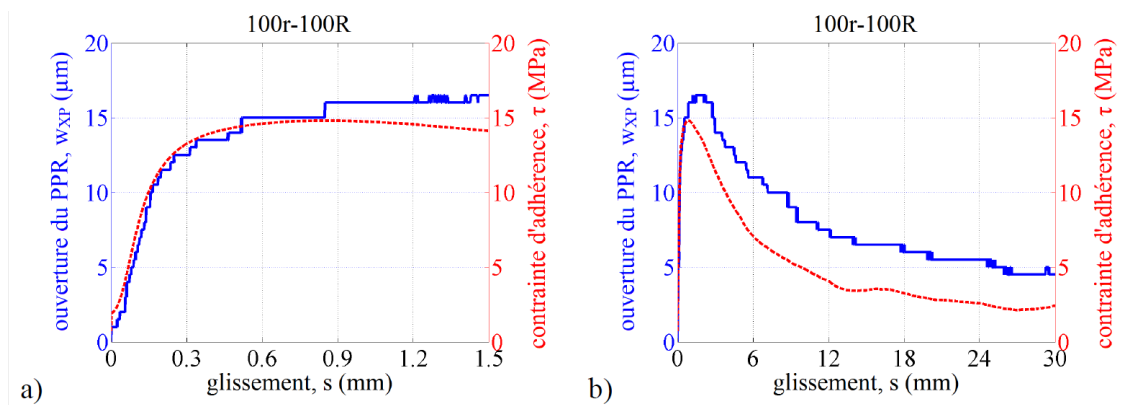 100r-100R
20
15
10
5
0
ouverture du PPR, wXP (µm)
20
15
10
5
0
contrainte d'adhérence, τ (MPa)
0 0.3 0.6 0.9 1.2 1.5
glissement, s (mm)
a)
100r-100R
20
15
10
5
0
ouverture du PPR, wXP (µm)
20
15
10
5
0
contrainte d'adhérence, τ (MPa)
0 6 12 18 24 30
glissement, s (mm)
b)